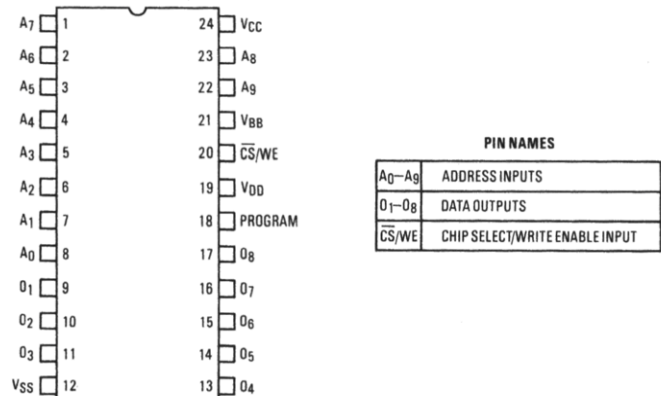 A7 1 24 VCC
A6 2 23 A8
A5 3 22 A9
A4 4 21 VBB
A3 5 20 C̅S̅/WE
A2 6 19 VDD
A1 7 18 PROGRAM
A0 8 17 O8
O1 9 16 O7
O2 10 15 O6
O3 11 14 O5
VSS 12 13 O4
PIN NAMES
A0–A9 ADDRESS INPUTS
O1–O8 DATA OUTPUTS
C̅S̅/WE CHIP SELECT/WRITE ENABLE INPUT